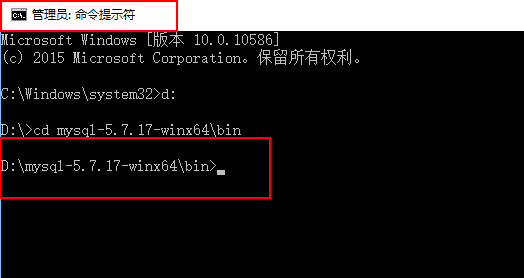 管理员: 命令提示符
Microsoft Windows [版本 10.0.10586]
(c) 2015 Microsoft Corporation。保留所有权利。
C:\Windows\system32>d:
D:\>cd mysql-5.7.17-winx64\bin
D:\mysql-5.7.17-winx64\bin>